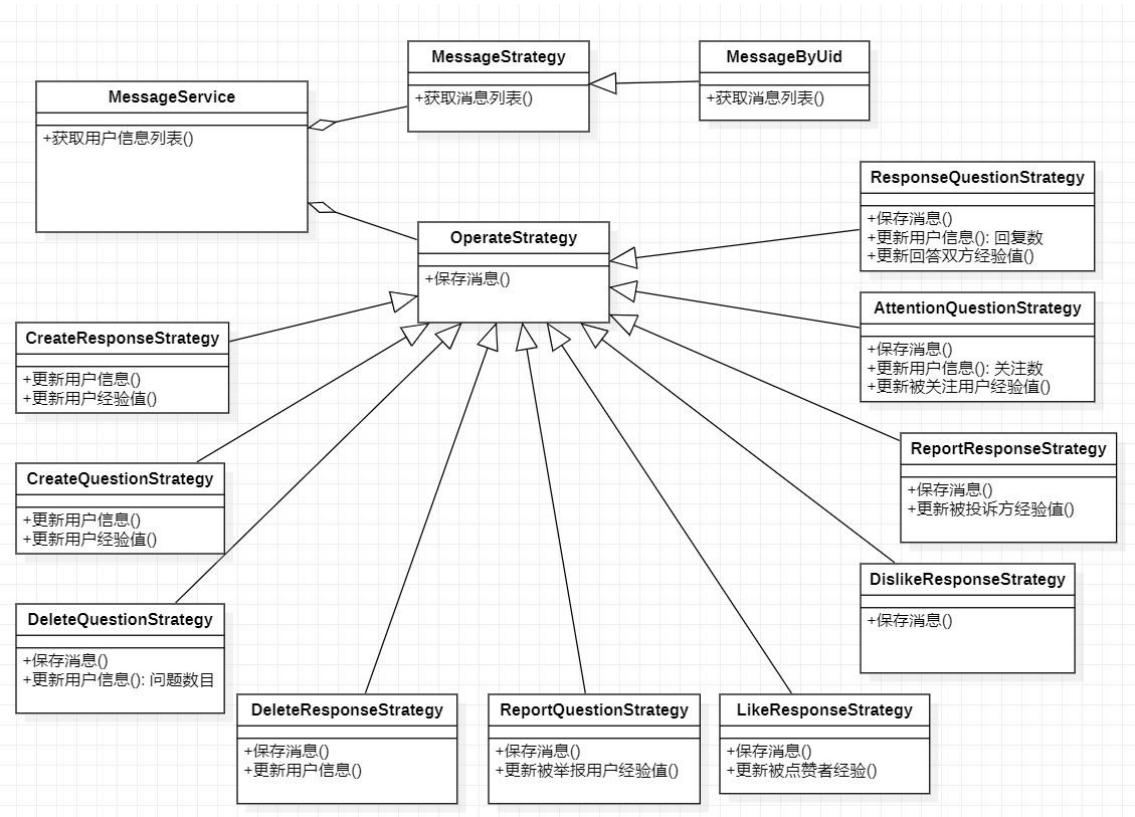 MessageService
+获取用户信息列表()
MessageStrategy
+获取消息列表()
MessageByUid
+获取消息列表()
OperateStrategy
+保存消息()
ResponseQuestionStrategy
+保存消息()
+更新用户信息(): 回复数
+更新回答双方经验值()
AttentionQuestionStrategy
+保存消息()
+更新用户信息(): 关注数
+更新被关注用户经验值()
CreateResponseStrategy
+更新用户信息()
+更新用户经验值()
ReportResponseStrategy
+保存消息()
+更新被投诉方经验值()
CreateQuestionStrategy
+更新用户信息()
+更新用户经验值()
DislikeResponseStrategy
+保存消息()
DeleteQuestionStrategy
+保存消息()
+更新用户信息(): 问题数目
DeleteResponseStrategy
+保存消息()
+更新用户信息()
ReportQuestionStrategy
+保存消息()
+更新被举报用户经验值()
LikeResponseStrategy
+保存消息()
+更新被点赞者经验()